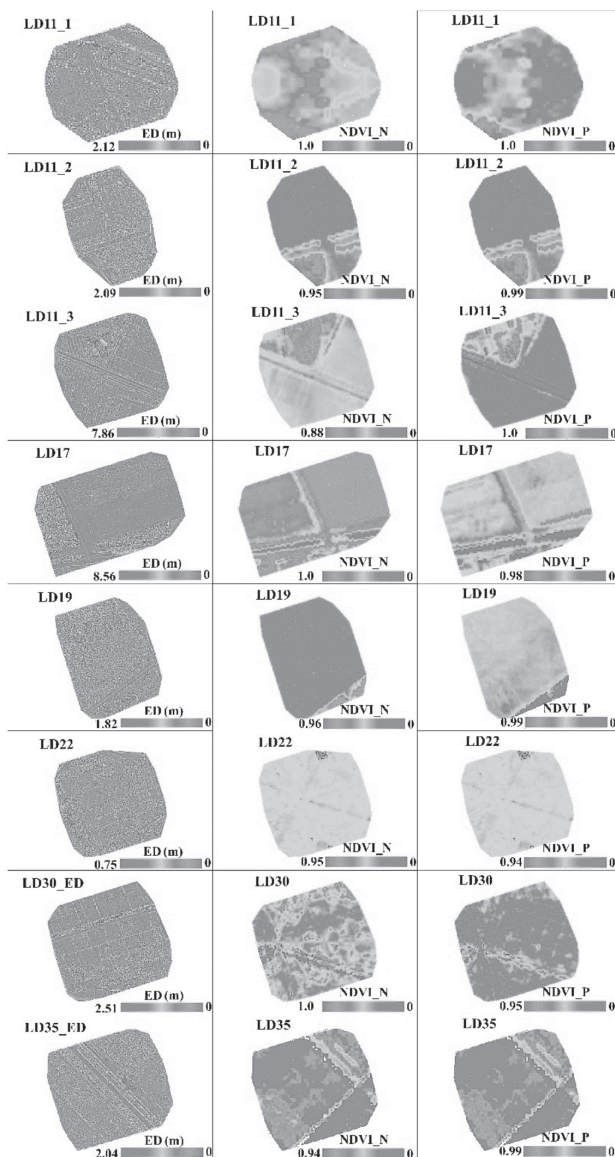 LD11_1 LD11_1 LD11_1
ED (m) NDVI_N NDVI_P
2.12 0 1.0 0 1.0 0
LD11_2 LD11_2 LD11_2
ED (m) NDVI_N NDVI_P
2.09 0 0.95 0 0.99 0
LD11_3 LD11_3 LD11_3
ED (m) NDVI_N NDVI_P
7.86 0 0.88 0 1.0 0
LD17 LD17 LD17
ED (m) NDVI_N NDVI_P
8.56 0 1.0 0 0.98 0
LD19 LD19 LD19
ED (m) NDVI_N NDVI_P
1.82 0 0.96 0 0.99 0
LD22 LD22 LD22
ED (m) NDVI_N NDVI_P
0.75 0 0.95 0 0.94 0
LD30_ED LD30 LD30
ED (m) NDVI_N NDVI_P
2.51 0 1.0 0 0.95 0
LD35_ED LD35 LD35
ED (m) NDVI_N NDVI_P
2.04 0 0.94 0 0.99 0